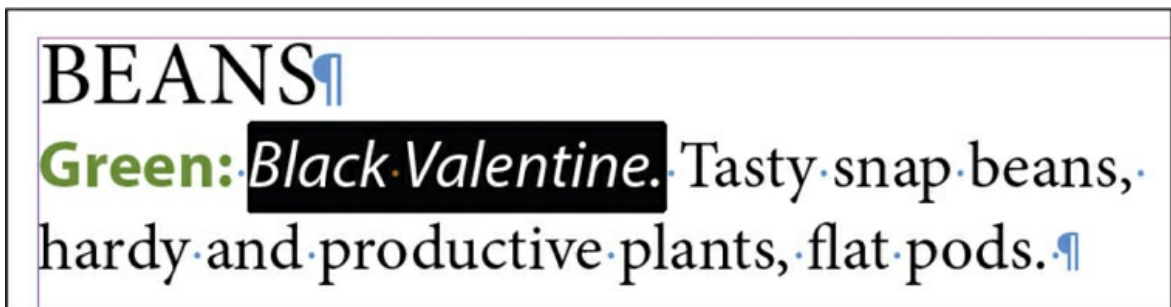 BEANS¶
Green: Black Valentine. Tasty snap beans,
hardy and productive plants, flat pods. ¶